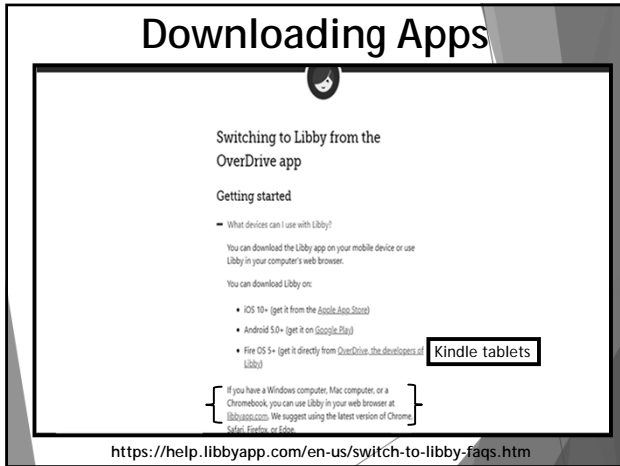 Downloading Apps
Switching to Libby from the
OverDrive app
Getting started
What devices can I use with Libby?
You can download the Libby app on your mobile device or use
Libby in your computer's web browser.
You can download Libby on:
• iOS 10+ (get it from the Apple App Store)
• Android 5.0+ (get it on Google Play)
• Fire OS 5+ (get it directly from OverDrive, the developers of
Libby)
Kindle tablets
If you have a Windows computer, Mac computer, or a
Chromebook, you can use Libby in your web browser at
libbyapp.com. We suggest using the latest version of Chrome,
Safari, Firefox, or Edge.
https://help.libbyapp.com/en-us/switch-to-libby-faqs.htm